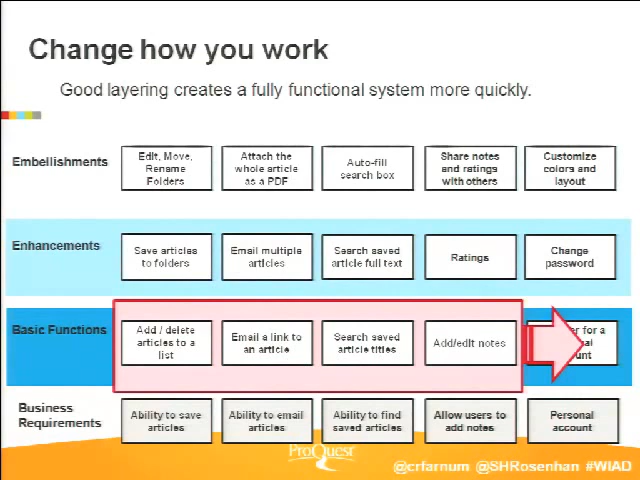 Change how you work
Good layering creates a fully functional system more quickly.
Embellishments
Edit, Move,
Rename
Folders
Attach the
whole article
as a PDF
Auto-fill
search box
Share notes
and ratings
with others
Customize
colors and
layout
Enhancements
Save articles
to folders
Email multiple
articles
Search saved
article full text
Ratings
Change
password
Basic Functions
Add / delete
articles to a
list
Email a link to
an article
Search saved
article titles
Add/edit notes
for a
Business
Requirements
Ability to save
articles
Ability to email
articles
Ability to find
saved articles
Allow users to
add notes
Personal
account
ProQuest
@crfarnum @SHRosenhan #WIAD